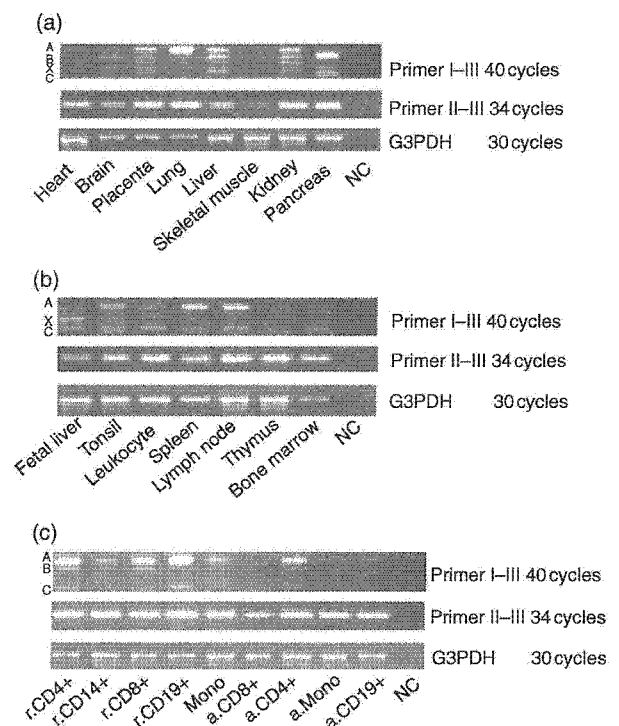 (a)
A
B
X
C
Primer I–III 40 cycles
Primer II–III 34 cycles
G3PDH 30 cycles
Heart Brain Placenta Lung Liver Skeletal muscle Kidney Pancreas NC
(b)
A
X
C
Primer I–III 40 cycles
Primer II–III 34 cycles
G3PDH 30 cycles
Fetal liver Tonsil Leukocyte Spleen Lymph node Thymus Bone marrow NC
(c)
A
B
C
Primer I–III 40 cycles
Primer II–III 34 cycles
G3PDH 30 cycles
r.CD4+ r.CD14+ r.CD8+ r.CD19+ Mono a.CD8+ a.CD4+ a.Mono a.CD19+ NC